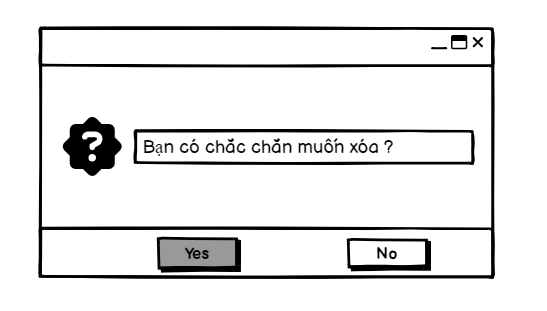 Bạn có chắc chắn muốn xóa ?
Yes
No